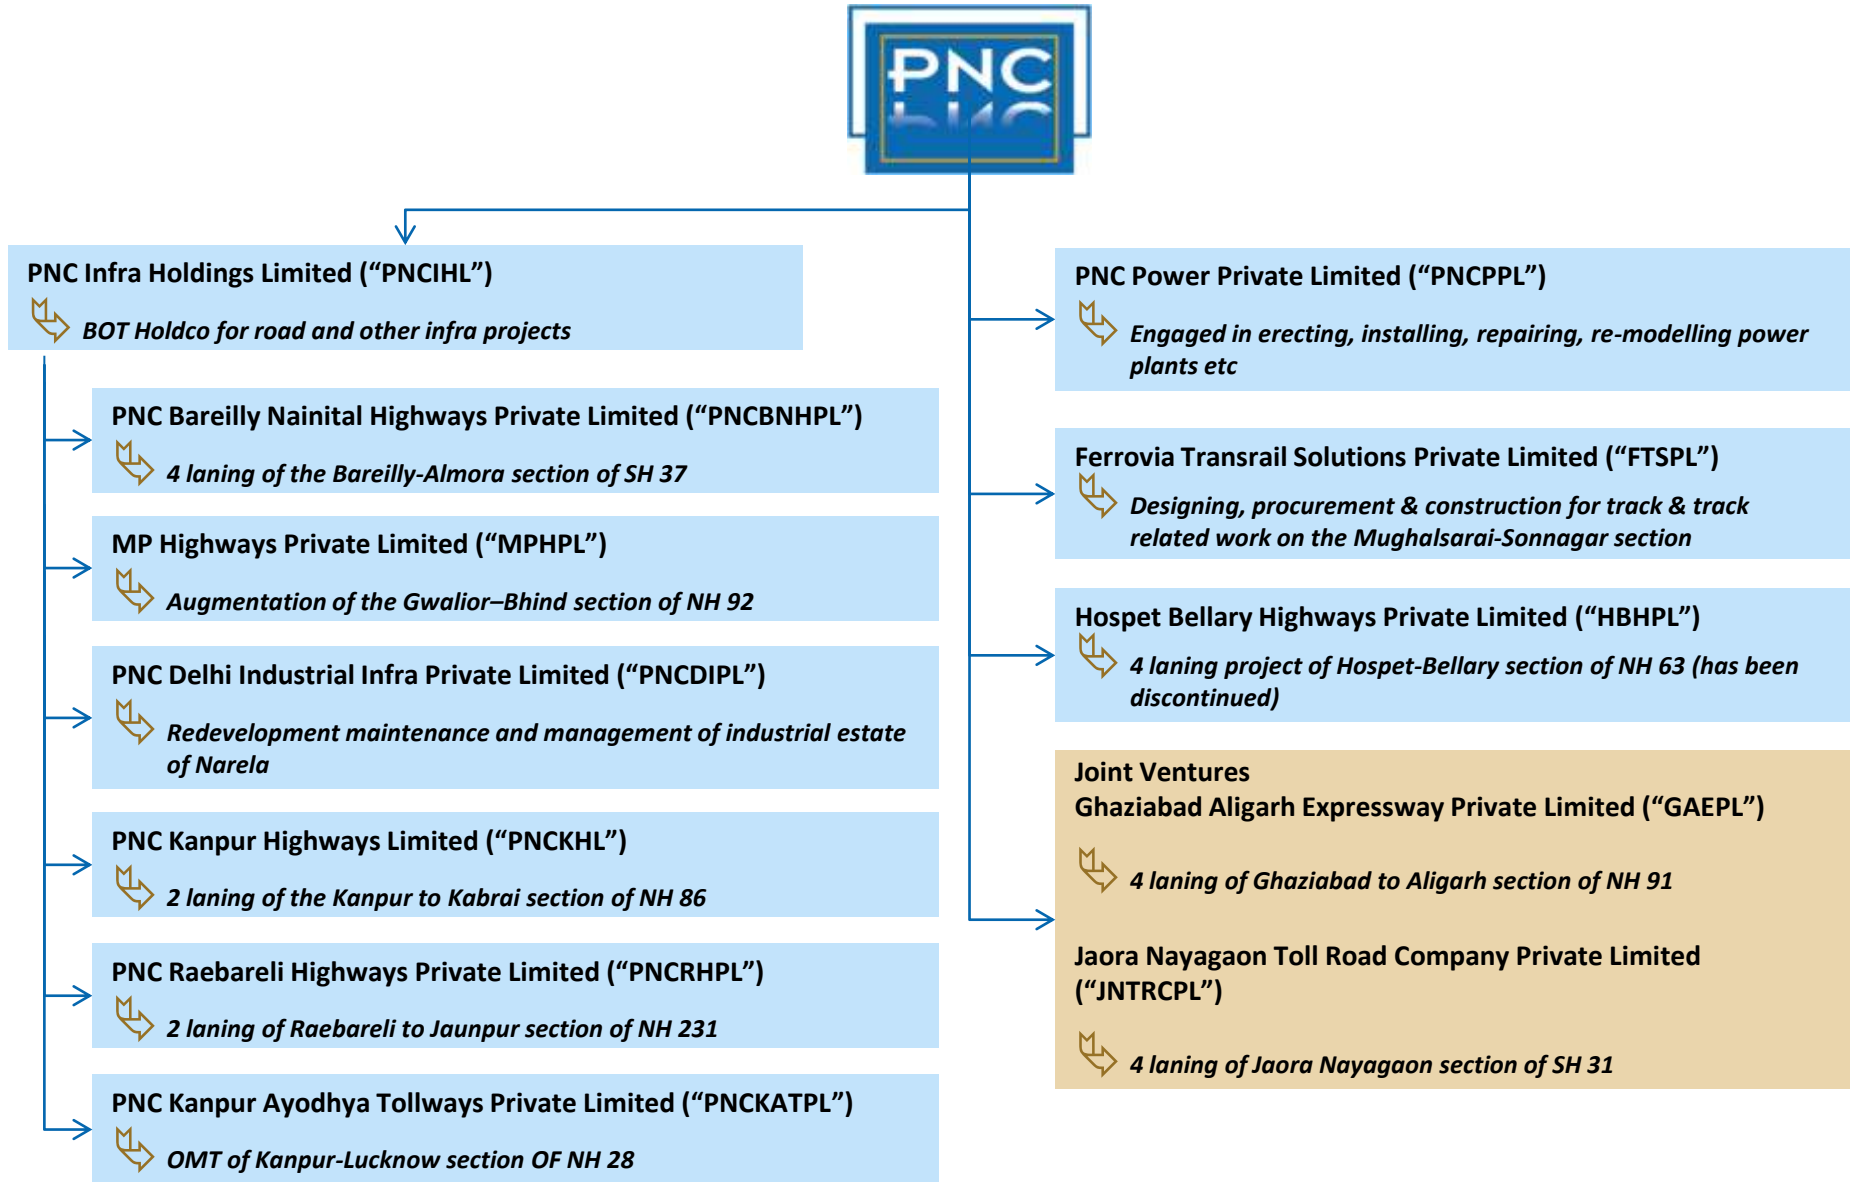 PNC
PNC Infra Holdings Limited (“PNCIHL”)
BOT Holdco for road and other infra projects
PNC Bareilly Nainital Highways Private Limited (“PNCBNHPL”)
4 laning of the Bareilly-Almora section of SH 37
MP Highways Private Limited (“MPHPL”)
Augmentation of the Gwalior–Bhind section of NH 92
PNC Delhi Industrial Infra Private Limited (“PNCDIPL”)
Redevelopment maintenance and management of industrial estate
of Narela
PNC Kanpur Highways Limited (“PNCKHL”)
2 laning of the Kanpur to Kabrai section of NH 86
PNC Raebareli Highways Private Limited (“PNCRHPL”)
2 laning of Raebareli to Jaunpur section of NH 231
PNC Kanpur Ayodhya Tollways Private Limited (“PNCKATPL”)
OMT of Kanpur-Lucknow section OF NH 28
PNC Power Private Limited (“PNCPPL”)
Engaged in erecting, installing, repairing, re-modelling power
plants etc
Ferrovia Transrail Solutions Private Limited (“FTSPL”)
Designing, procurement & construction for track & track
related work on the Mughalsarai-Sonnagar section
Hospet Bellary Highways Private Limited (“HBHPL”)
4 laning project of Hospet-Bellary section of NH 63 (has been
discontinued)
Joint Ventures
Ghaziabad Aligarh Expressway Private Limited (“GAEPL”)
4 laning of Ghaziabad to Aligarh section of NH 91
Jaora Nayagaon Toll Road Company Private Limited
(“JNTRCPL”)
4 laning of Jaora Nayagaon section of SH 31